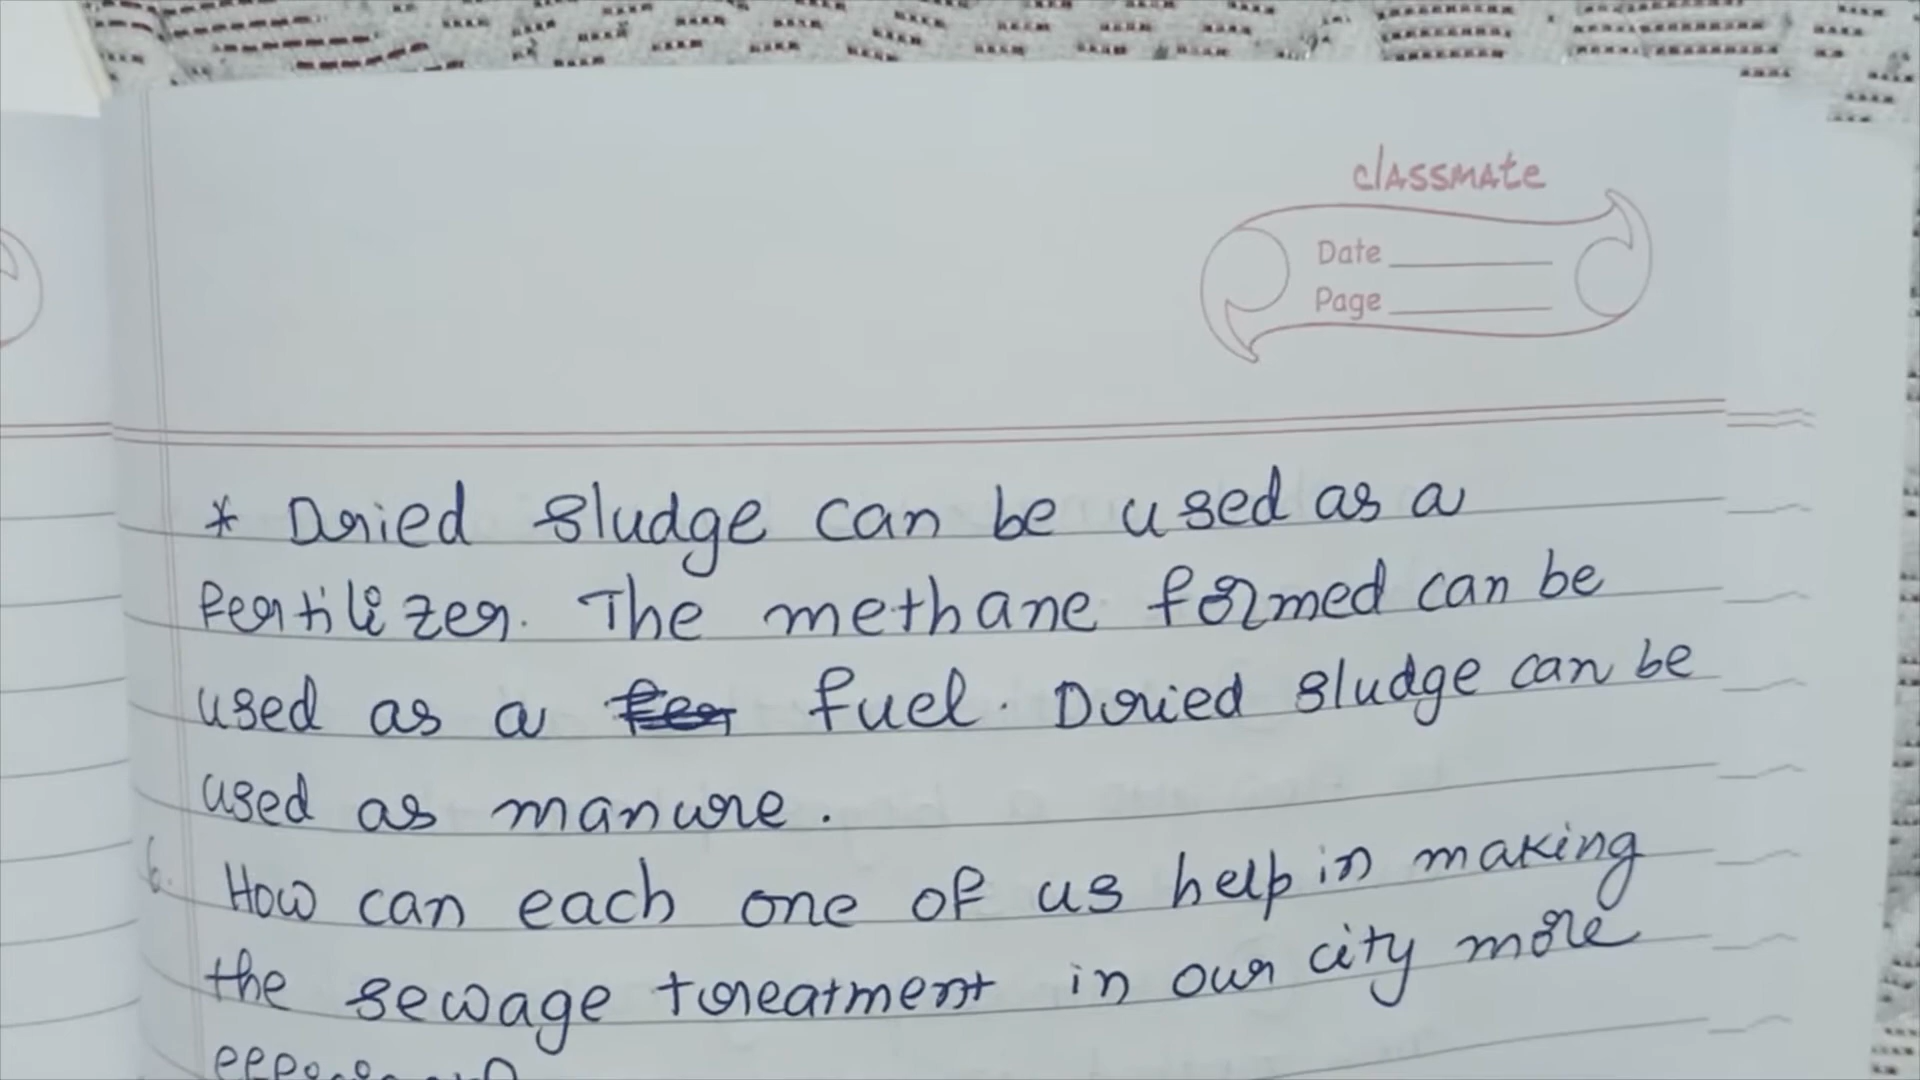 classmate
Date
Page
* Dried sludge can be used as a
fertilizer. The methane formed can be
used as a fuel. Dried sludge can be
used as manure.
6. How can each one of us help in making
the sewage treatment in our city more